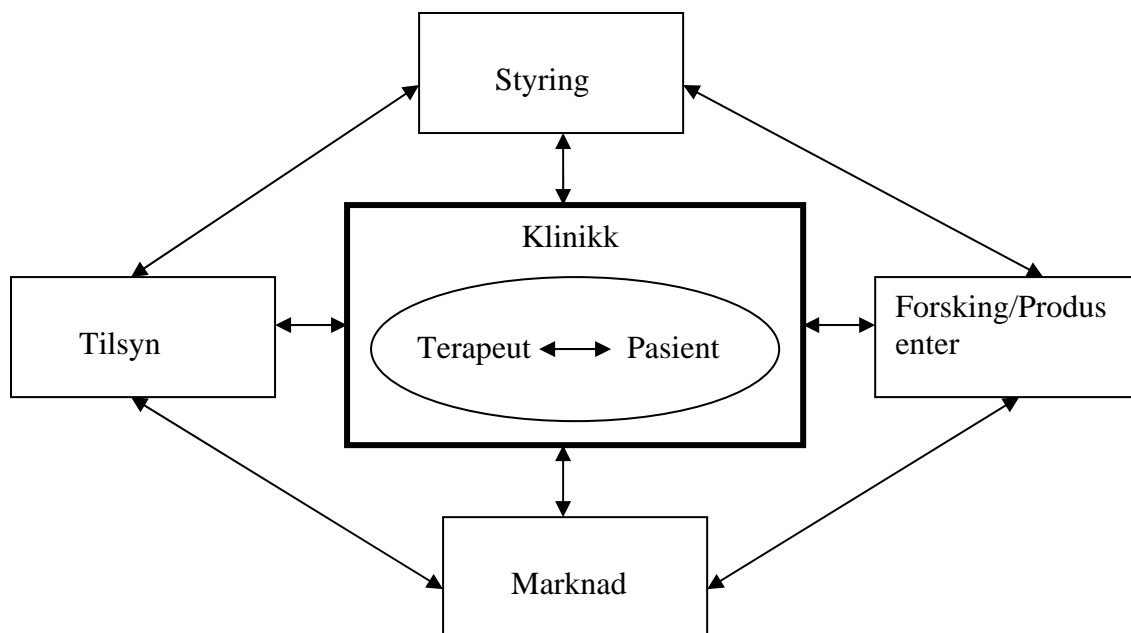 Styring
Klinikk
Tilsyn
Terapeut Pasient
Forsking/Produs
enter
Marknad